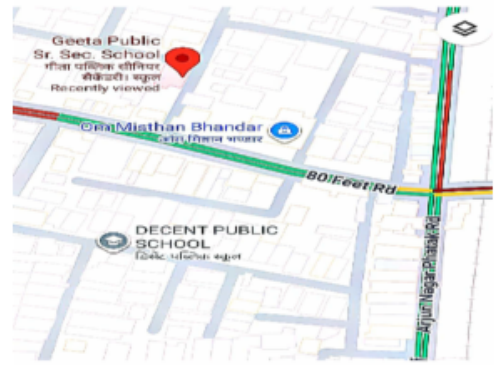 Geeta Public
Sr. Sec. School
गीता पब्लिक सीनियर
सैकेंडरी। स्कूल
Recently viewed
Om Misthan Bhandar
80 Feet Rd
DECENT PUBLIC
SCHOOL
पब्लिक स्कूल
Arjun Nagar Phatak Rd